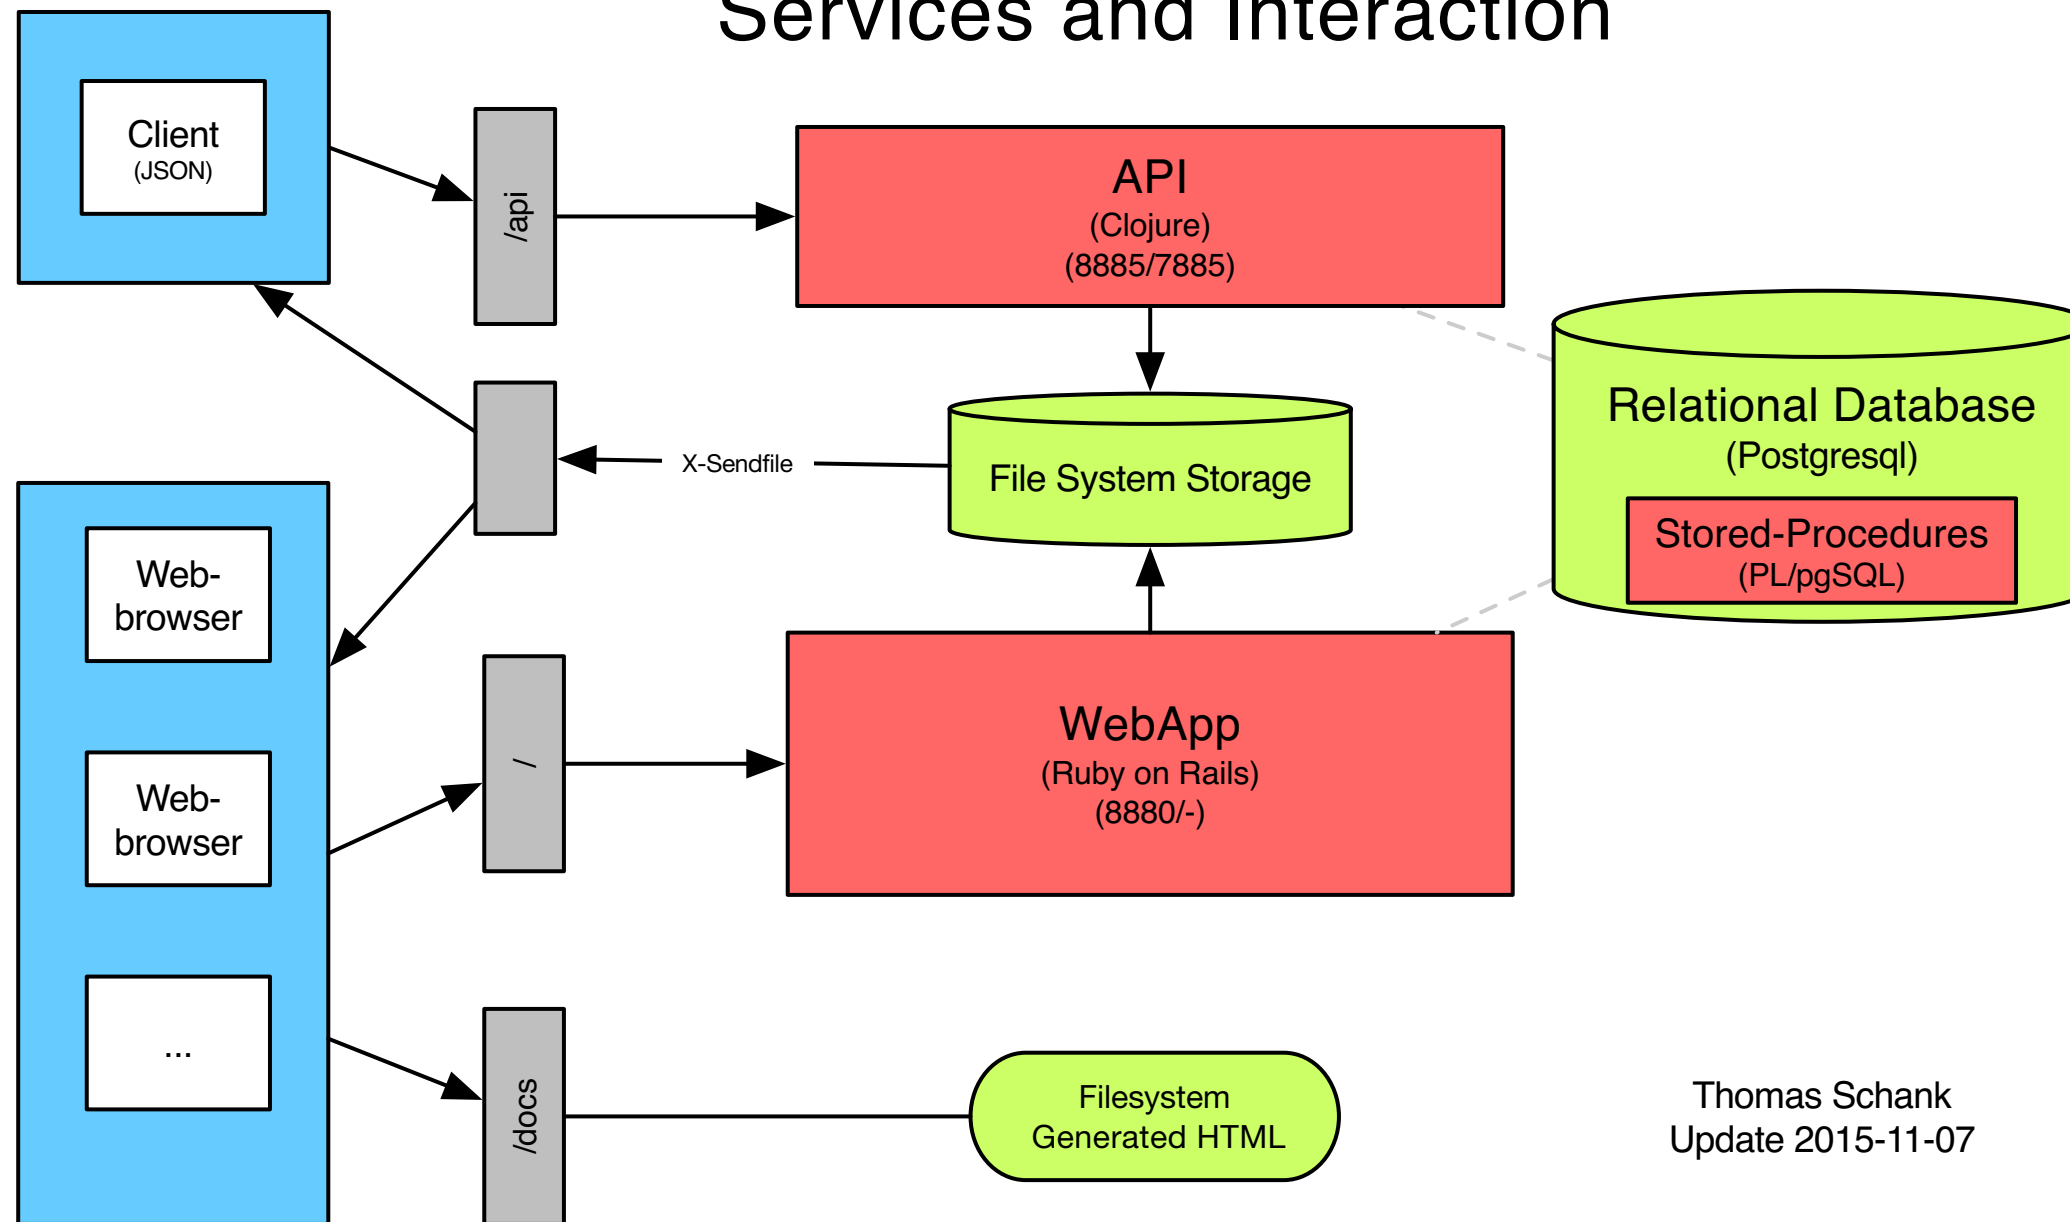 Services and Interaction
Client
(JSON)
/api
API
(Clojure)
(8885/7885)
Relational Database
(Postgresql)
Stored-Procedures
(PL/pgSQL)
X-Sendfile
File System Storage
Web-
browser
Web-
browser
...
/
WebApp
(Ruby on Rails)
(8880/-)
/docs
Filesystem
Generated HTML
Thomas Schank
Update 2015-11-07